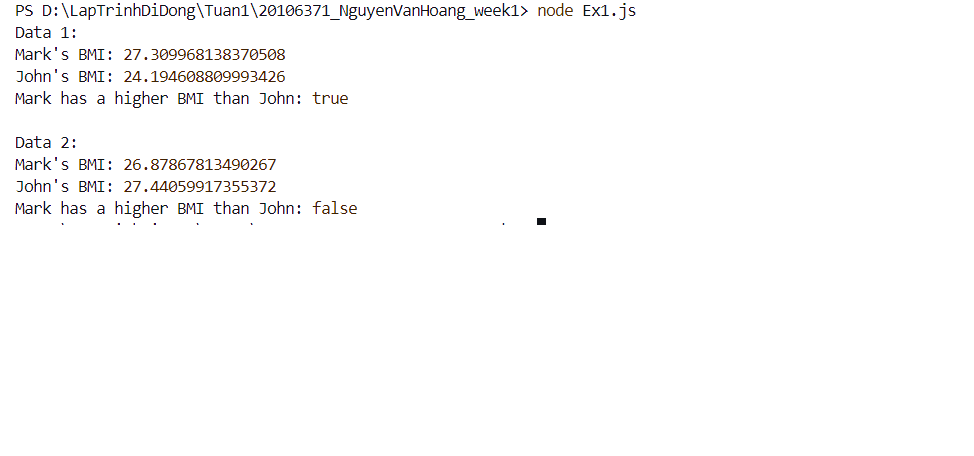 PS D:\LapTrinhDiDong\Tuan1\20106371_NguyenVanHoang_week1> node Ex1.js
Data 1:
Mark's BMI: 27.309968138370508
John's BMI: 24.194608809993426
Mark has a higher BMI than John: true
Data 2:
Mark's BMI: 26.87867813490267
John's BMI: 27.44059917355372
Mark has a higher BMI than John: false